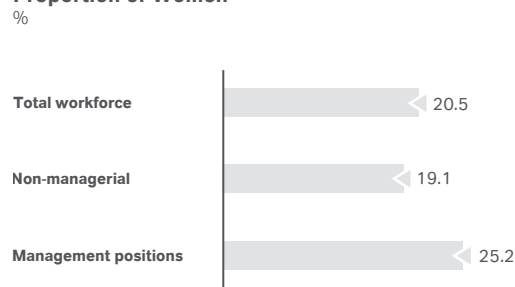 Proportion of Women
%
Total workforce
20.5
Non-managerial
19.1
Management positions
25.2